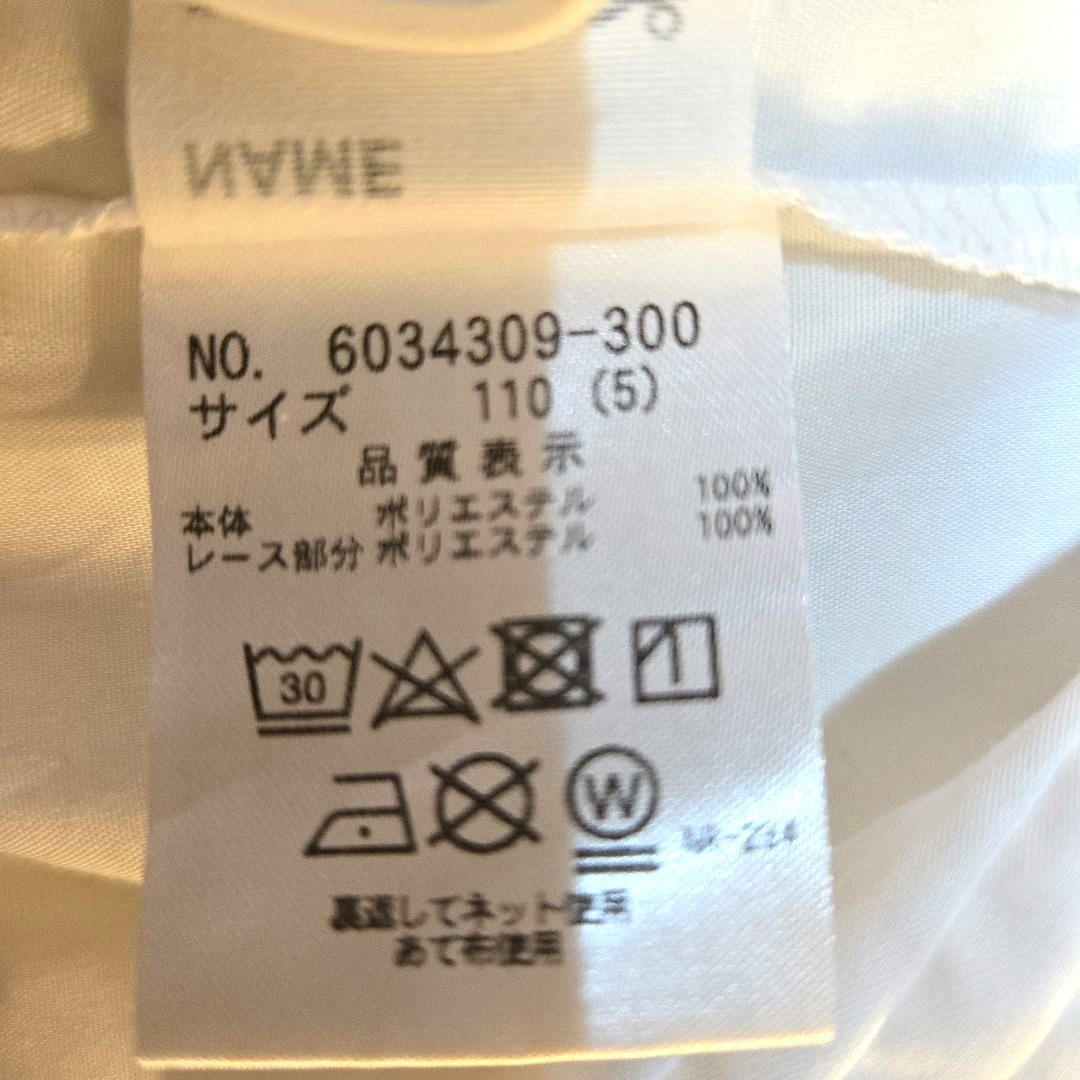 NAME
NO. 6034309-300
サイズ 110 (5)
品質表示
本体 ポリエステル 100%
レース部分 ポリエステル 100%
30
W
裏返してネット使用
あて布使用